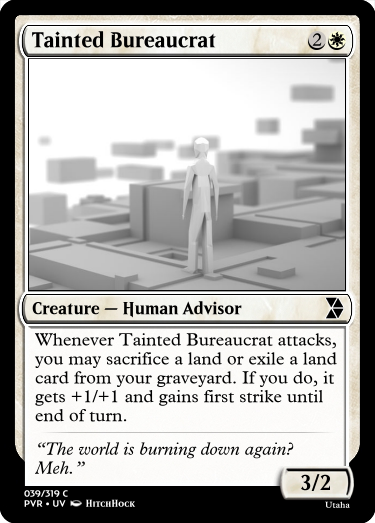 Tainted Bureaucrat 2
Creature — Human Advisor
Whenever Tainted Bureaucrat attacks,
you may sacrifice a land or exile a land
card from your graveyard. If you do, it
gets +1/+1 and gains first strike until
end of turn.
"The world is burning down again?
Meh."
3/2
039/319 C
PVR • UV HitchHock
Utaha